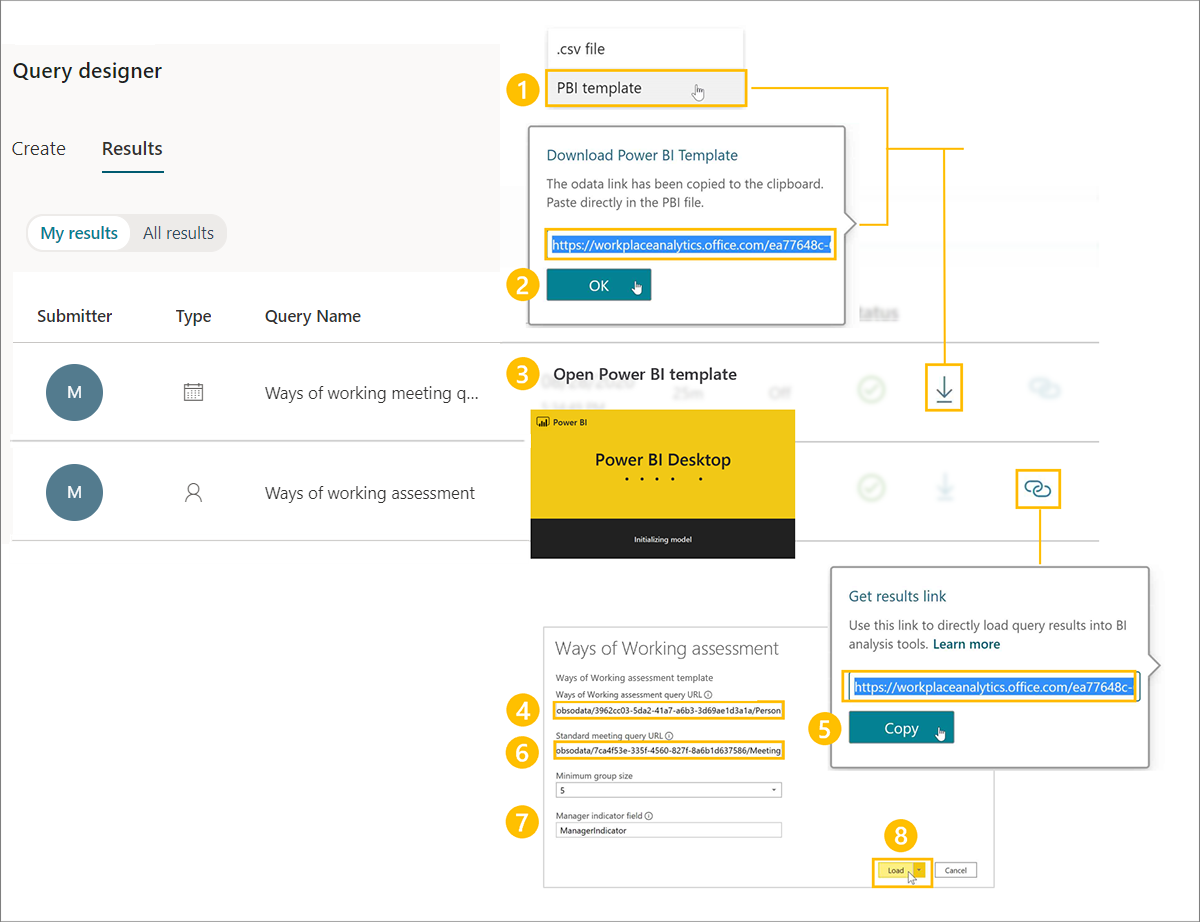 Query designer
Create
Results
My results
All results
Submitter
Type
Query Name
M
Ways of working meeting q...
M
Ways of working assessment
.csv file
1
PBI template
Download Power BI Template
The odata link has been copied to the clipboard.
Paste directly in the PBI file.
https://workplaceanalytics.office.com/ea77648c-
2
OK
3
Open Power BI template
25m
Off
Power BI
Power BI Desktop
Initializing model
Get results link
Use this link to directly load query results into BI
analysis tools. Learn more
https://workplaceanalytics.office.com/ea77648c-
5
Copy
Ways of Working assessment
Ways of Working assessment template
Ways of Working assessment query URL
4
obsodata/3962cc03-5da2-41a7-a6b3-3d69ae1d3a1a/Person
Standard meeting query URL
6
obsodata/7ca4f53e-335f-4560-827f-8a6b1d637586/Meeting
Minimum group size
5
7
Manager indicator field
ManagerIndicator
8
Load
Cancel